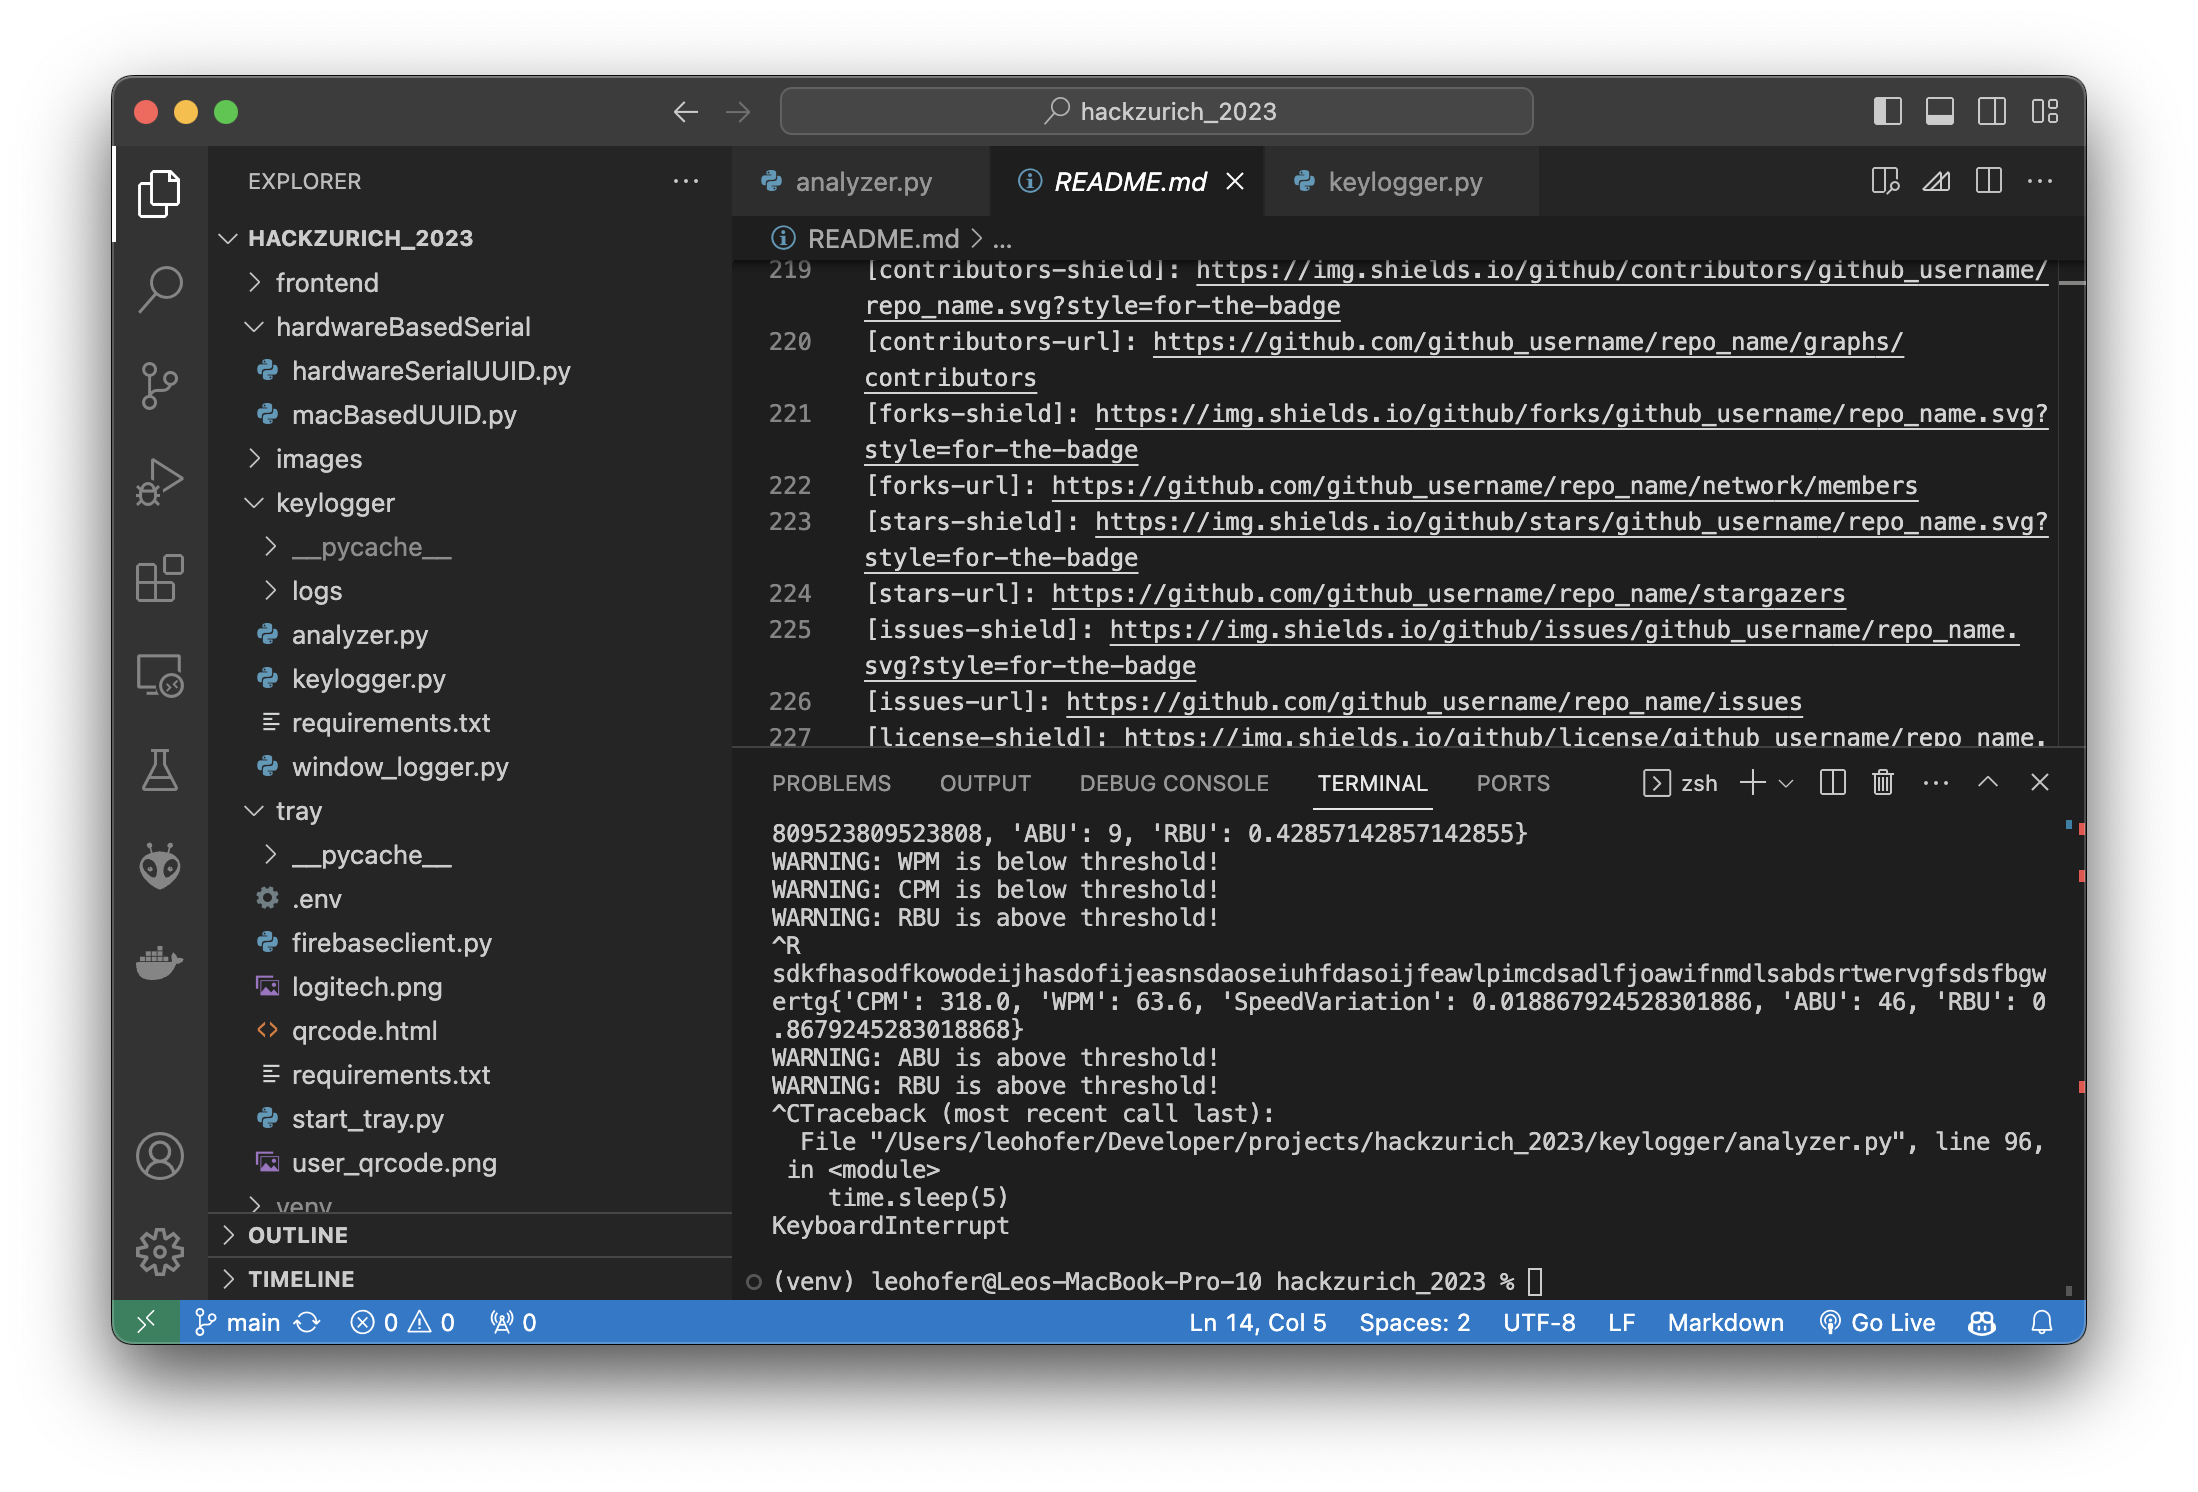 hackzurich_2023
EXPLORER
HACKZURICH_2023
frontend
hardwareBasedSerial
hardwareSerialUUID.py
macBasedUUID.py
images
keylogger
__pycache__
logs
analyzer.py
keylogger.py
requirements.txt
window_logger.py
tray
__pycache__
.env
firebaseclient.py
logitech.png
qrcode.html
requirements.txt
start_tray.py
user_qrcode.png
venv
OUTLINE
TIMELINE
analyzer.py
README.md
keylogger.py
README.md > ...
219 [contributors-shield]: https://img.shields.io/github/contributors/github_username/
repo_name.svg?style=for-the-badge
220 [contributors-url]: https://github.com/github_username/repo_name/graphs/
contributors
221 [forks-shield]: https://img.shields.io/github/forks/github_username/repo_name.svg?
style=for-the-badge
222 [forks-url]: https://github.com/github_username/repo_name/network/members
223 [stars-shield]: https://img.shields.io/github/stars/github_username/repo_name.svg?
style=for-the-badge
224 [stars-url]: https://github.com/github_username/repo_name/stargazers
225 [issues-shield]: https://img.shields.io/github/issues/github_username/repo_name.
svg?style=for-the-badge
226 [issues-url]: https://github.com/github_username/repo_name/issues
227 [license-shield]: https://img.shields.io/github/license/github_username/repo_name.
PROBLEMS OUTPUT DEBUG CONSOLE TERMINAL PORTS zsh
809523809523808, 'ABU': 9, 'RBU': 0.42857142857142855}
WARNING: WPM is below threshold!
WARNING: CPM is below threshold!
WARNING: RBU is above threshold!
^R
sdkfhasodfkowodeijhasdofijeasnsdaoseiuhfdasoijfeawlpimcdsadlfjoawifnmdlsabdsrtwervgfsdsfbgw
ertg{'CPM': 318.0, 'WPM': 63.6, 'SpeedVariation': 0.018867924528301886, 'ABU': 46, 'RBU': 0
.8679245283018868}
WARNING: ABU is above threshold!
WARNING: RBU is above threshold!
^CTraceback (most recent call last):
File "/Users/leohofer/Developer/projects/hackzurich_2023/keylogger/analyzer.py", line 96,
in <module>
time.sleep(5)
KeyboardInterrupt
(venv) leohofer@Leos-MacBook-Pro-10 hackzurich_2023 %
main 0 0 0 Ln 14, Col 5 Spaces: 2 UTF-8 LF Markdown Go Live